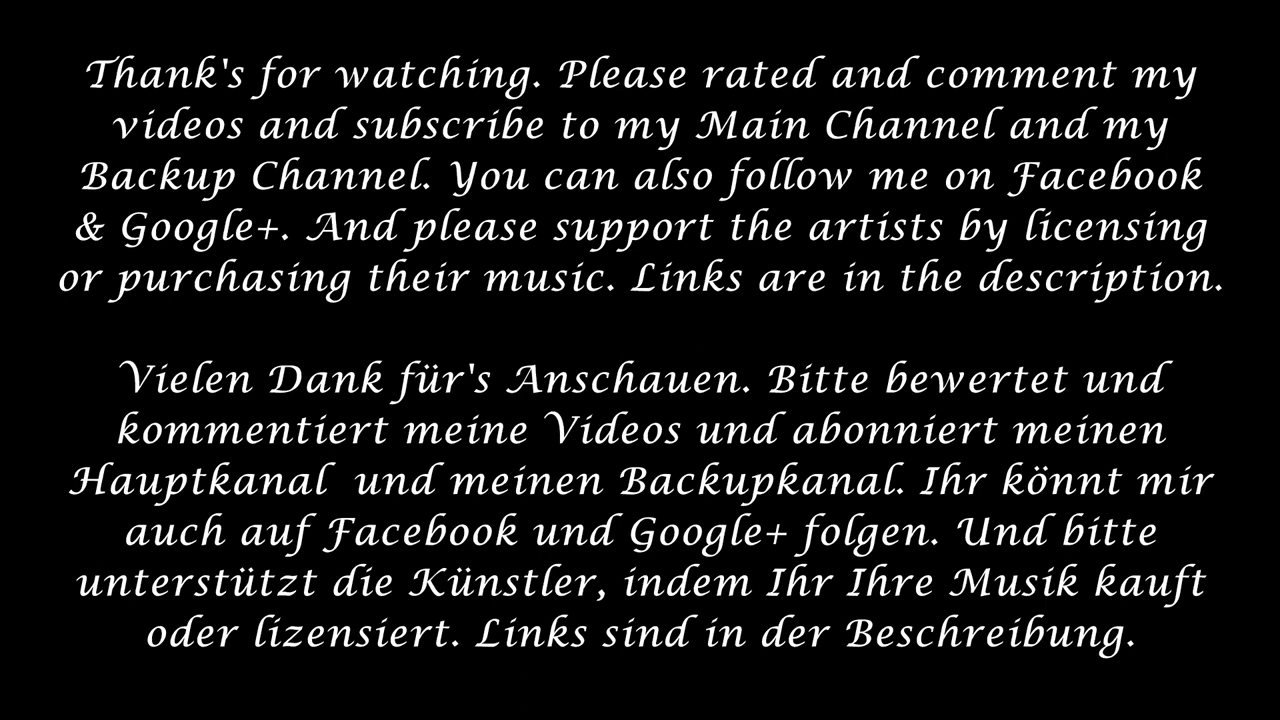 Thank's for watching. Please rated and comment my
videos and subscribe to my Main Channel and my
Backup Channel. You can also follow me on Facebook
& Google+. And please support the artists by licensing
or purchasing their music. Links are in the description.
Vielen Dank für's Anschauen. Bitte bewertet und
kommentiert meine Videos und abonniert meinen
Hauptkanal und meinen Backupkanal. Ihr könnt mir
auch auf Facebook und Google+ folgen. Und bitte
unterstützt die Künstler, indem Ihr Ihre Musik kauft
oder lizensiert. Links sind in der Beschreibung.